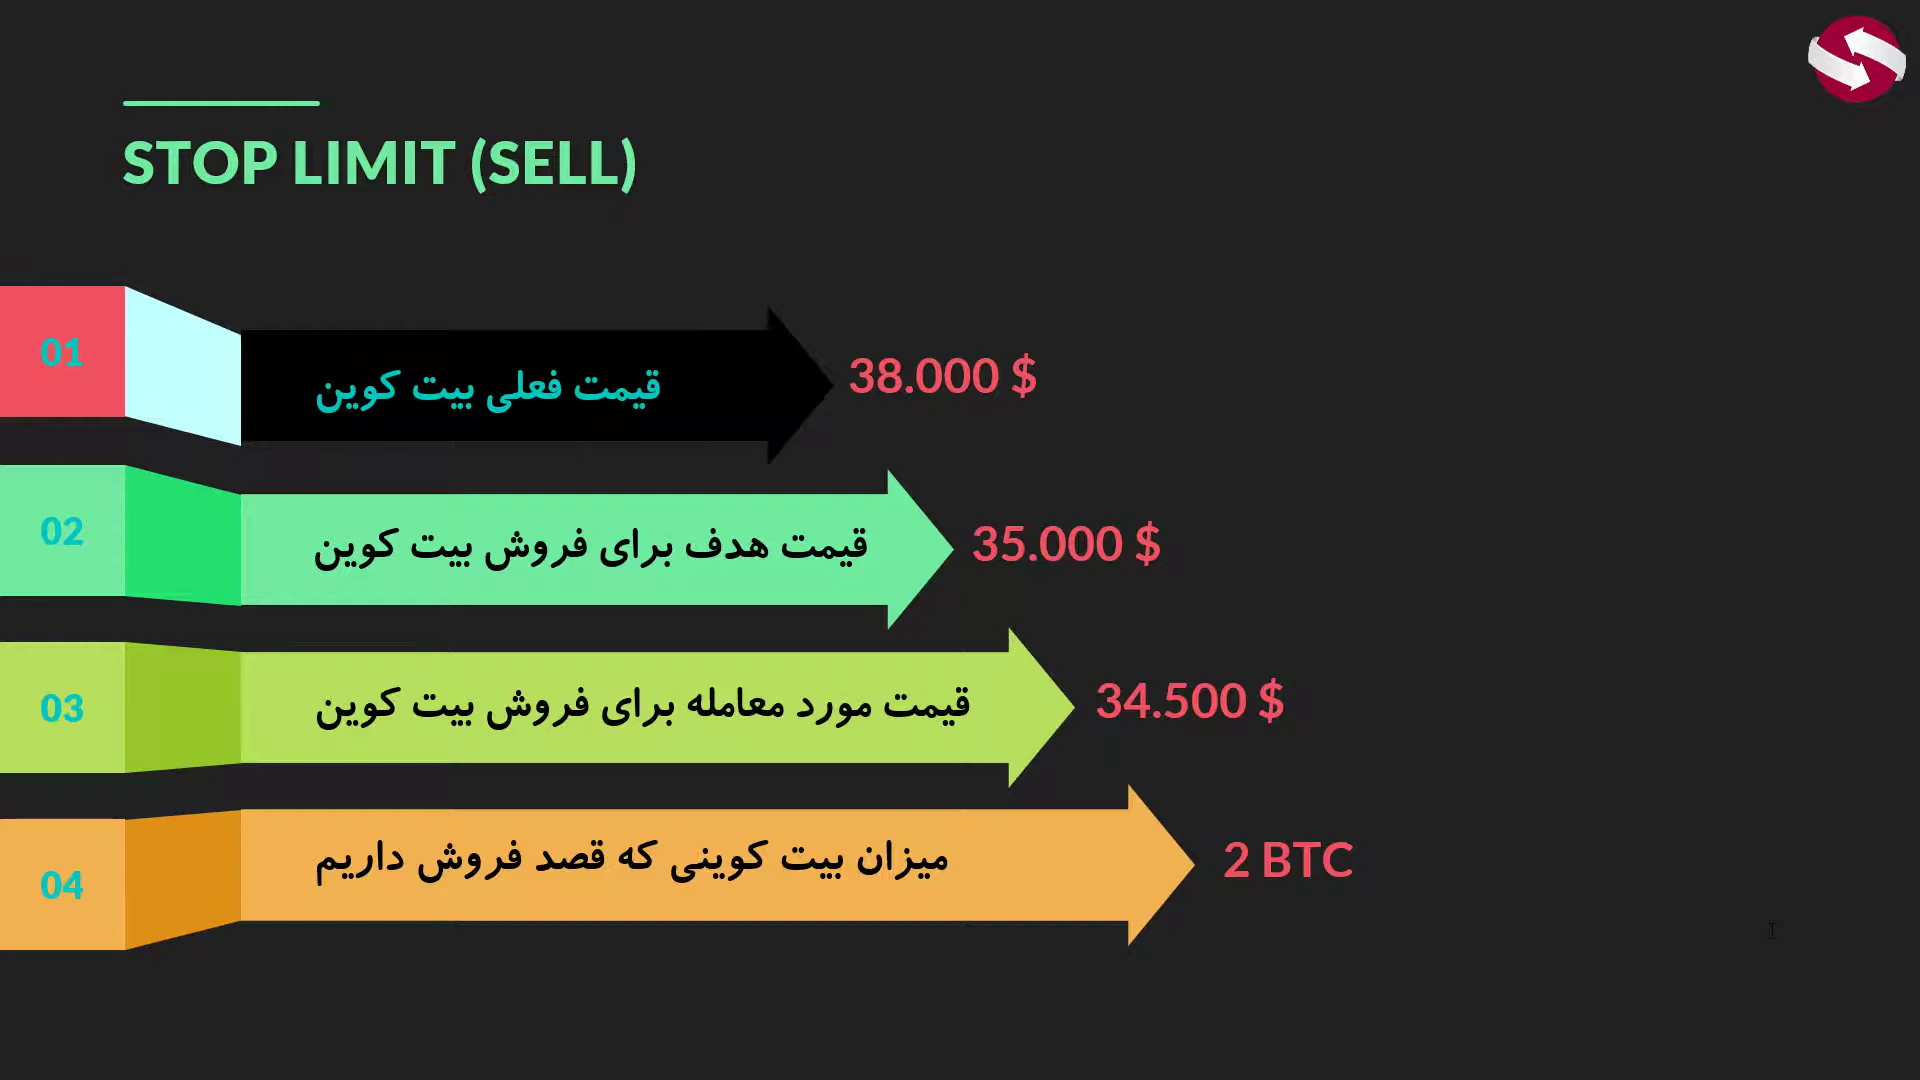 STOP LIMIT (SELL)
01
قیمت فعلی بیت کوین
38.000 $
02
قیمت هدف برای فروش بیت کوین
35.000 $
03
قیمت مورد معامله برای فروش بیت کوین
34.500 $
04
میزان بیت کوینی که قصد فروش داریم
2 BTC